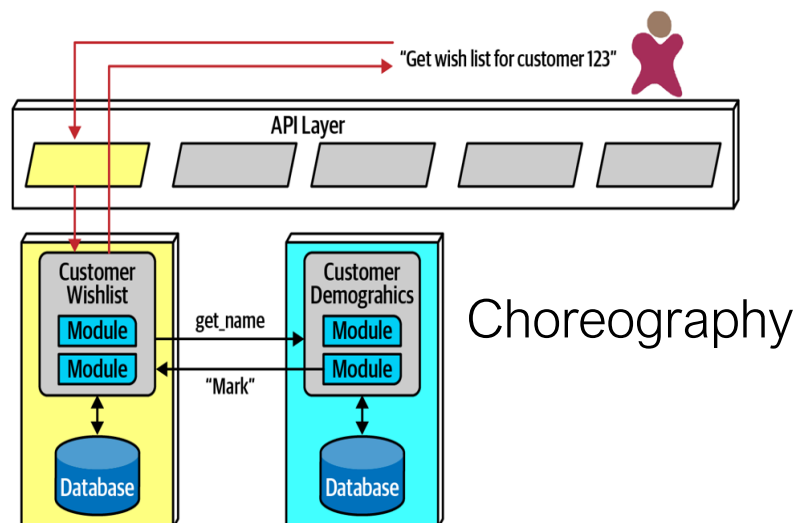 “Get wish list for customer 123”
API Layer
Customer
Wishlist
Module
Module
Database
get_name
“Mark”
Customer
Demograhics
Module
Module
Database
Choreography